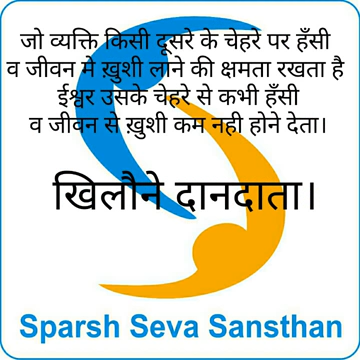 जो व्यक्ति किसी दूसरे के चेहरे पर हँसी
व जीवन मे ख़ुशी लाने की क्षमता रखता है
ईश्वर उसके चेहरे से कभी हँसी
व जीवन से ख़ुशी कम नही होने देता।
खिलौने दानदाता।
Sparsh Seva Sansthan